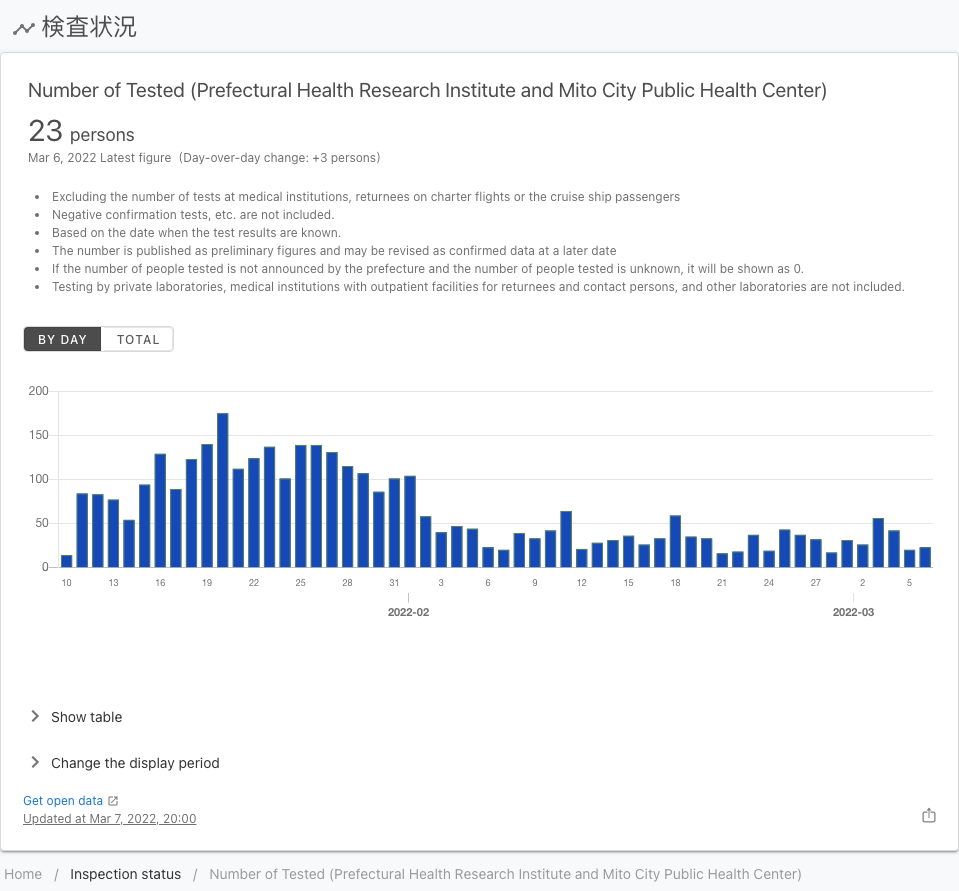 検査状況
Number of Tested (Prefectural Health Research Institute and Mito City Public Health Center)
23 persons
Mar 6, 2022 Latest figure (Day-over-day change: +3 persons)
• Excluding the number of tests at medical institutions, returnees on charter flights or the cruise ship passengers
• Negative confirmation tests, etc. are not included.
• Based on the date when the test results are known.
• The number is published as preliminary figures and may be revised as confirmed data at a later date
• If the number of people tested is not announced by the prefecture and the number of people tested is unknown, it will be shown as 0.
• Testing by private laboratories, medical institutions with outpatient facilities for returnees and contact persons, and other laboratories are not included.
BY DAY TOTAL
200
150
100
50
0
10 13 16 19 22 25 28 31 3 6 9 12 15 18 21 24 27 2 5
2022-02 2022-03
Show table
Change the display period
Get open data
Updated at Mar 7, 2022, 20:00
Home / Inspection status / Number of Tested (Prefectural Health Research Institute and Mito City Public Health Center)